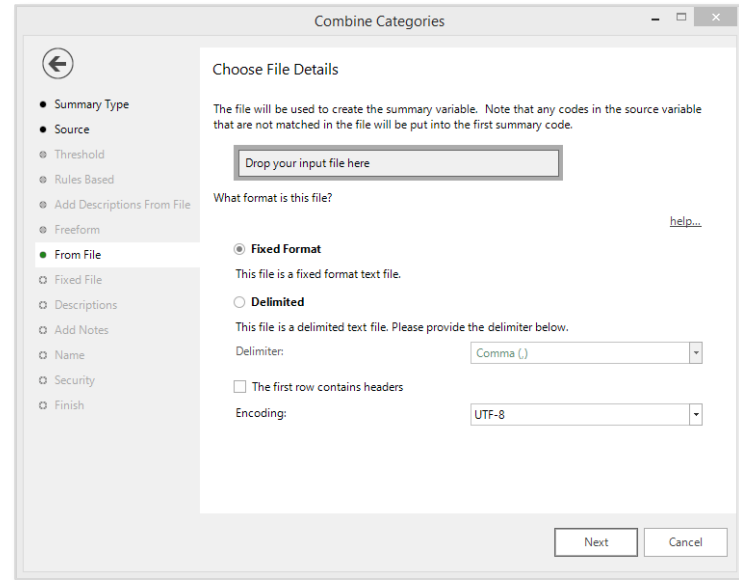 Combine Categories
Summary Type
Source
Threshold
Rules Based
Add Descriptions From File
Freeform
From File
Fixed File
Descriptions
Add Notes
Name
Security
Finish
Choose File Details
The file will be used to create the summary variable.  Note that any codes in the source variable
that are not matched in the file will be put into the first summary code.
Drop your input file here
What format is this file?
help...
Fixed Format
This file is a fixed format text file.
Delimited
This file is a delimited text file. Please provide the delimiter below.
Delimiter: Comma (,)
The first row contains headers
Encoding: UTF-8
Next Cancel